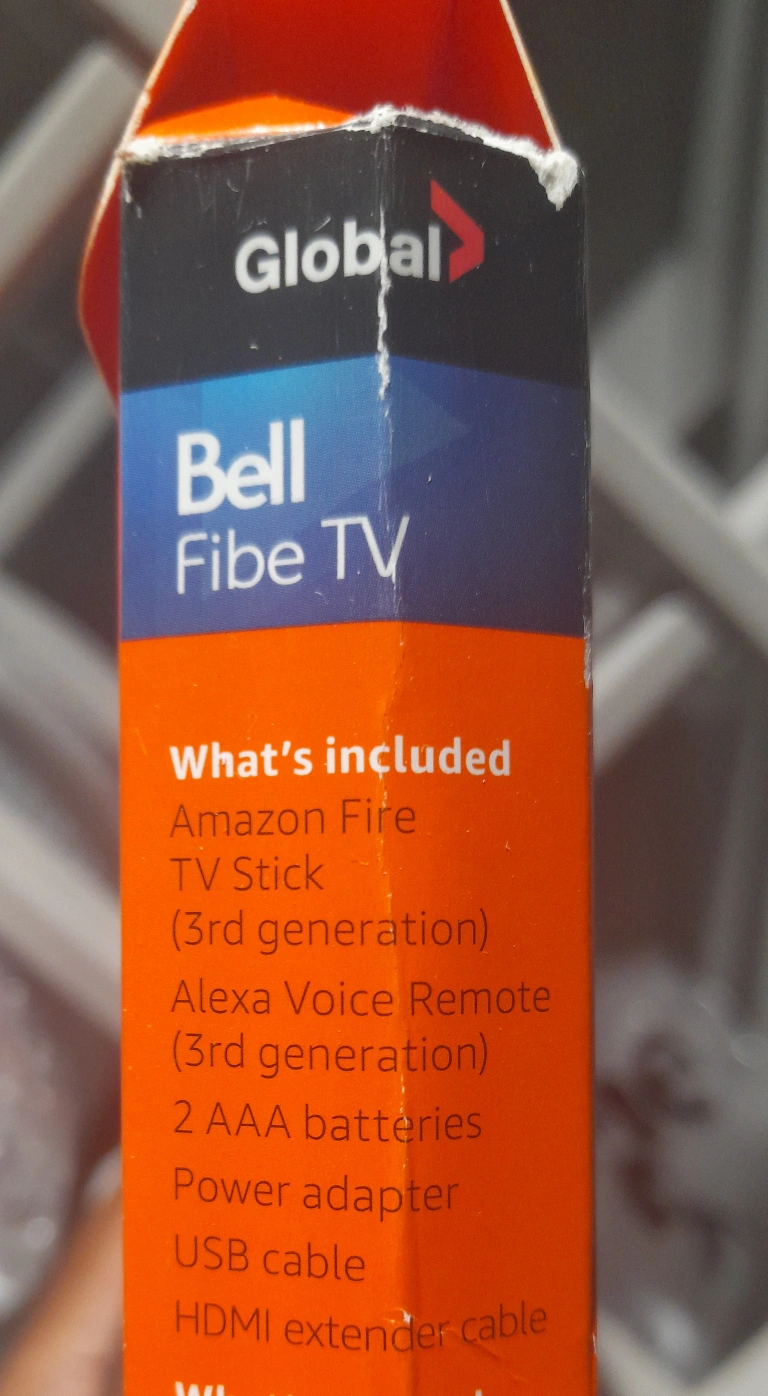 Global
Bell
Fibe TV
What's included
Amazon Fire
TV Stick
(3rd generation)
Alexa Voice Remote
(3rd generation)
2 AAA batteries
Power adapter
USB cable
HDMI extender cable